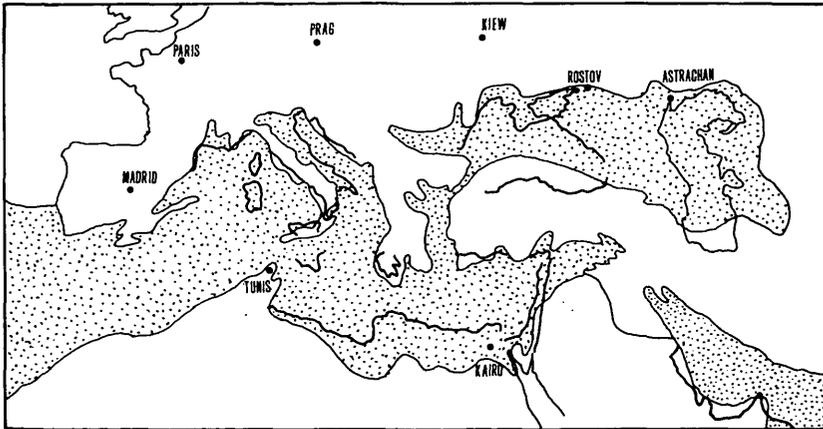 PARIS
PRAG
KIEW
ROSTOV
ASTRACHAN
MADRID
TUNIS
KAIRO